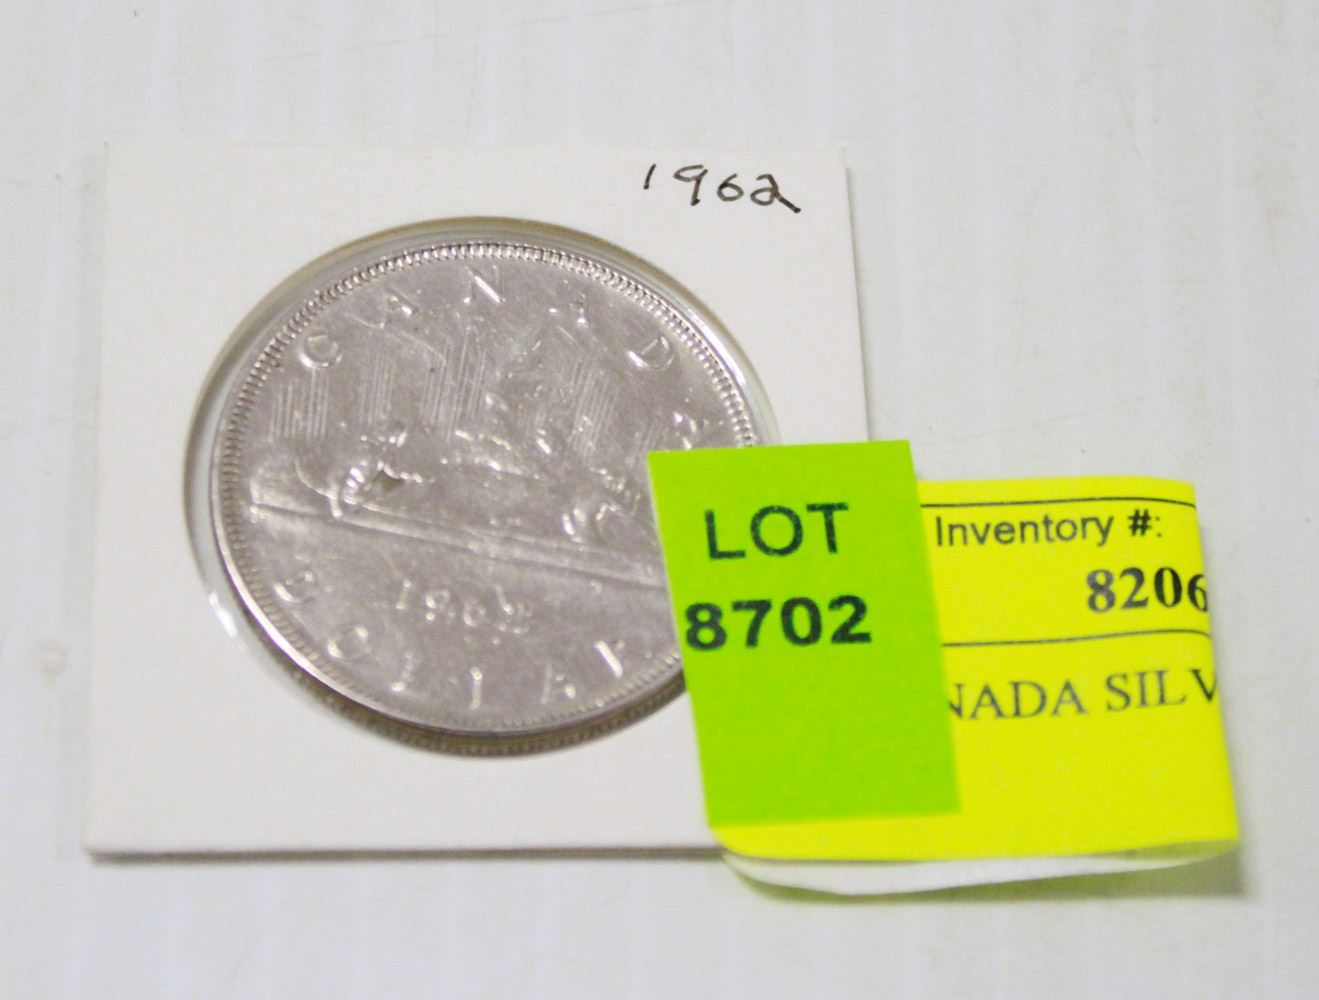 1962
CANADA
1962
DOLLAR
LOT
8702
Inventory #:
8206
NADA SILV